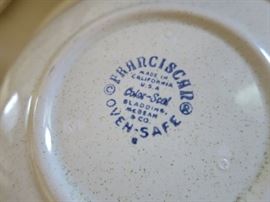 ©FRANCISCAN®
MADE IN
CALIFORNIA
U.S.A
Color-Seal
GLADDING,
McBEAN
& CO.
OVEN-SAFE